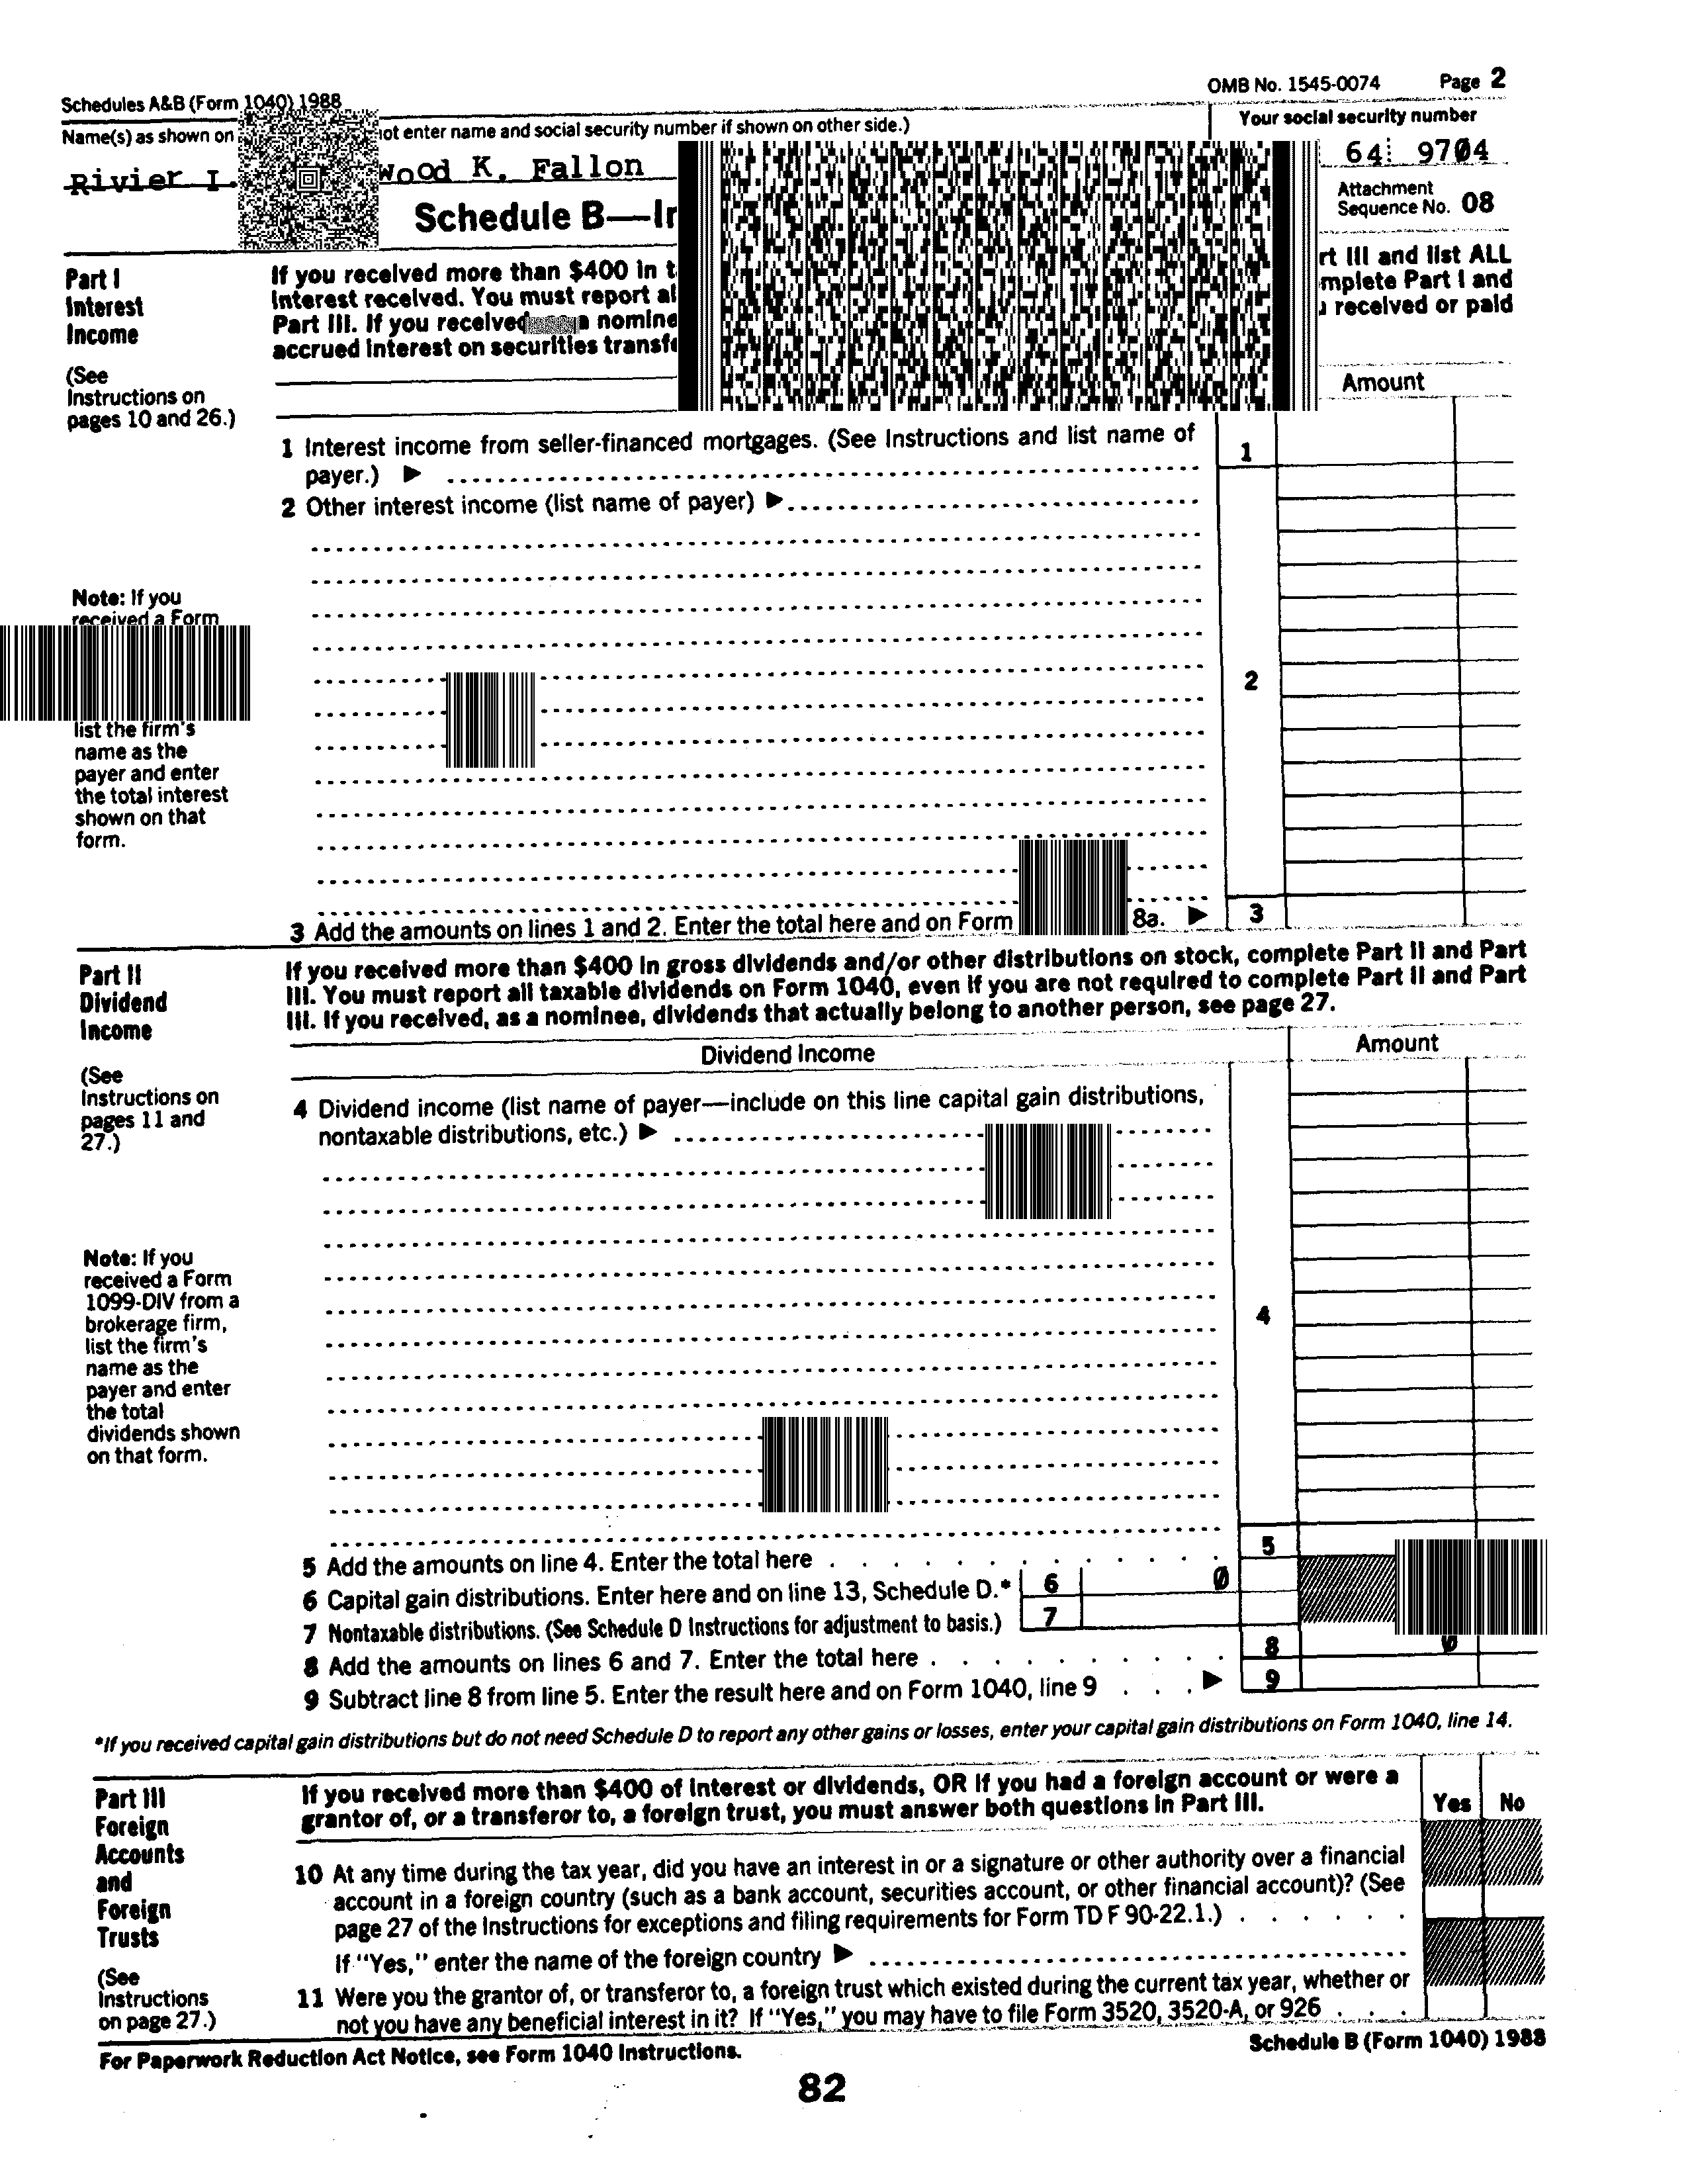 Schedules A&B (Form 1040) 1988 OMB No. 1545-0074 Page 2
Name(s) as shown on not enter name and social security number if shown on other side.) Your social security number
Rivier I. wood K. Fallon 64 9704
Schedule B—In Attachment Sequence No. 08
Part I Interest Income
(See Instructions on pages 10 and 26.)
If you received more than $400 in rt III and list ALL
interest received. You must report al mplete Part I and
Part III. If you received a nomine received or paid
accrued interest on securities transfe
Amount
1 Interest income from seller-financed mortgages. (See Instructions and list name of
payer.) ▶ 1
2 Other interest income (list name of payer) ▶
2
Note: If you
received a Form
list the firm's
name as the
payer and enter
the total interest
shown on that
form.
3 Add the amounts on lines 1 and 2. Enter the total here and on Form 8a. ▶ 3
Part II Dividend Income
(See Instructions on pages 11 and 27.)
If you received more than $400 in gross dividends and/or other distributions on stock, complete Part II and Part
III. You must report all taxable dividends on Form 1040, even if you are not required to complete Part II and Part
III. If you received, as a nominee, dividends that actually belong to another person, see page 27.
Dividend Income Amount
4 Dividend income (list name of payer—include on this line capital gain distributions,
nontaxable distributions, etc.) ▶
4
Note: If you
received a Form
1099-DIV from a
brokerage firm,
list the firm's
name as the
payer and enter
the total
dividends shown
on that form.
5 Add the amounts on line 4. Enter the total here 5
6 Capital gain distributions. Enter here and on line 13, Schedule D.* 6 0
7 Nontaxable distributions. (See Schedule D Instructions for adjustment to basis.) 7
8 Add the amounts on lines 6 and 7. Enter the total here 8 0
9 Subtract line 8 from line 5. Enter the result here and on Form 1040, line 9 ▶ 9
*If you received capital gain distributions but do not need Schedule D to report any other gains or losses, enter your capital gain distributions on Form 1040, line 14.
Part III Foreign Accounts and Foreign Trusts
(See Instructions on page 27.)
If you received more than $400 of interest or dividends, OR if you had a foreign account or were a
grantor of, or a transferor to, a foreign trust, you must answer both questions in Part III. Yes No
10 At any time during the tax year, did you have an interest in or a signature or other authority over a financial
account in a foreign country (such as a bank account, securities account, or other financial account)? (See
page 27 of the Instructions for exceptions and filing requirements for Form TD F 90-22.1.)
If "Yes," enter the name of the foreign country ▶
11 Were you the grantor of, or transferor to, a foreign trust which existed during the current tax year, whether or
not you have any beneficial interest in it? If "Yes," you may have to file Form 3520, 3520-A, or 926
For Paperwork Reduction Act Notice, see Form 1040 Instructions. Schedule B (Form 1040) 1988
82